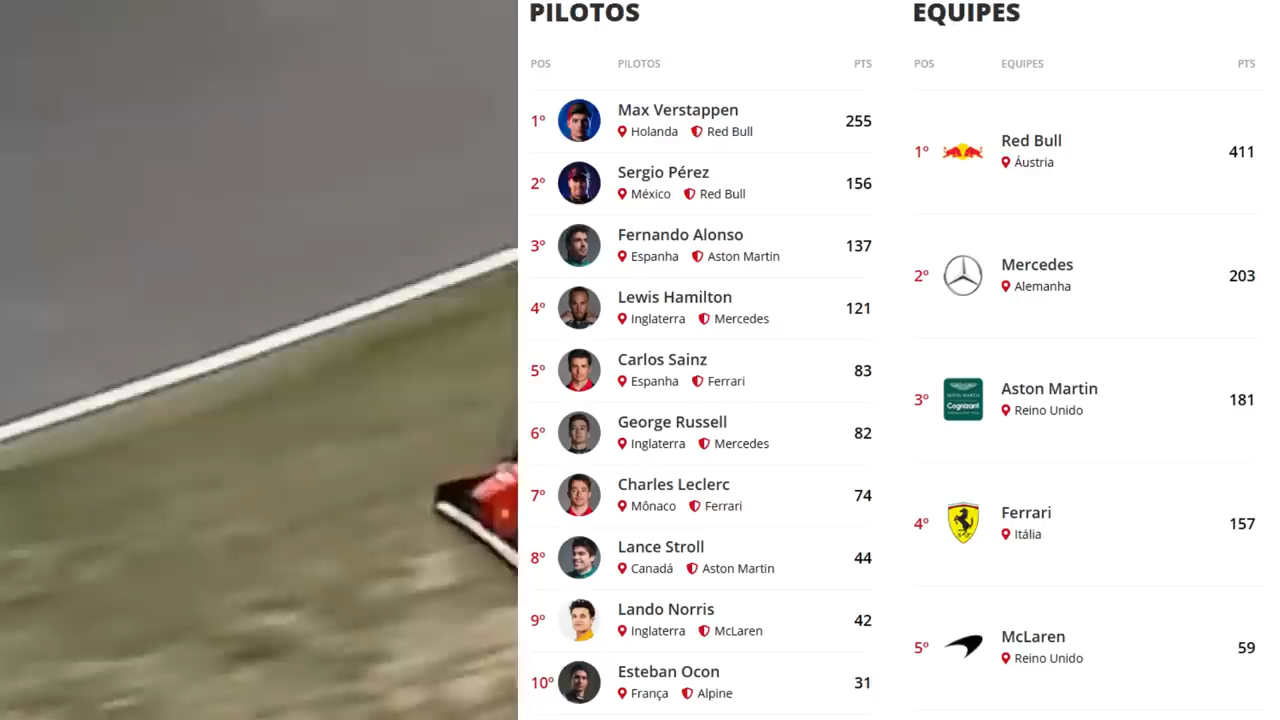 PILOTOS
POS PILOTOS PTS
1º Max Verstappen 255
Holanda Red Bull
2º Sergio Pérez 156
México Red Bull
3º Fernando Alonso 137
Espanha Aston Martin
4º Lewis Hamilton 121
Inglaterra Mercedes
5º Carlos Sainz 83
Espanha Ferrari
6º George Russell 82
Inglaterra Mercedes
7º Charles Leclerc 74
Mônaco Ferrari
8º Lance Stroll 44
Canadá Aston Martin
9º Lando Norris 42
Inglaterra McLaren
10º Esteban Ocon 31
França Alpine
EQUIPES
POS EQUIPES PTS
1º Red Bull 411
Áustria
2º Mercedes 203
Alemanha
3º Aston Martin 181
Cognizant
Reino Unido
4º Ferrari 157
Itália
5º McLaren 59
Reino Unido